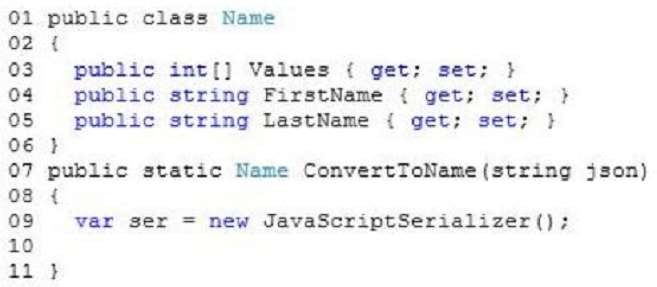 01 public class Name
02 {
03   public int[] Values { get; set; }
04   public string FirstName { get; set; }
05   public string LastName { get; set; }
06 }
07 public static Name ConvertToName(string json)
08 {
09   var ser = new JavaScriptSerializer();
10
11 }